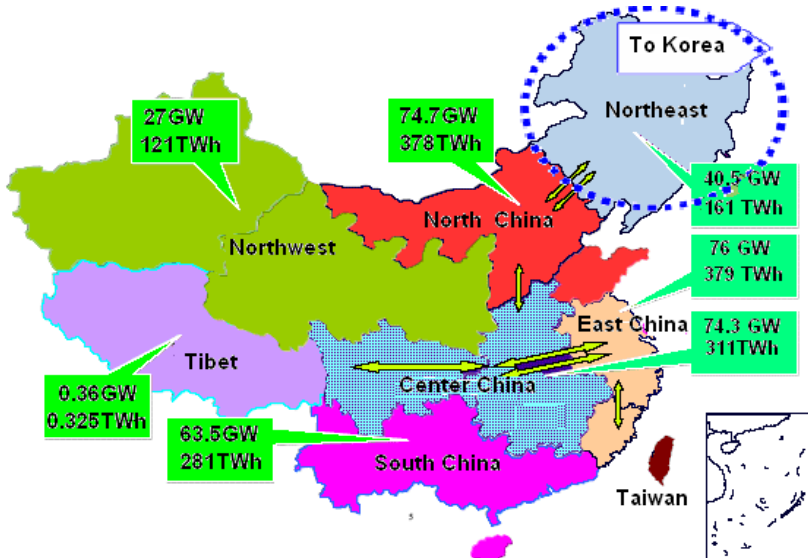 To Korea
27GW
121TWh
74.7GW
378TWh
Northeast
40.5 GW
161 TWh
North China
Northwest
76 GW
379 TWh
East China
74.3 GW
311TWh
Tibet
Center China
0.36GW
0.325TWh
63.5GW
281TWh
South China
Taiwan